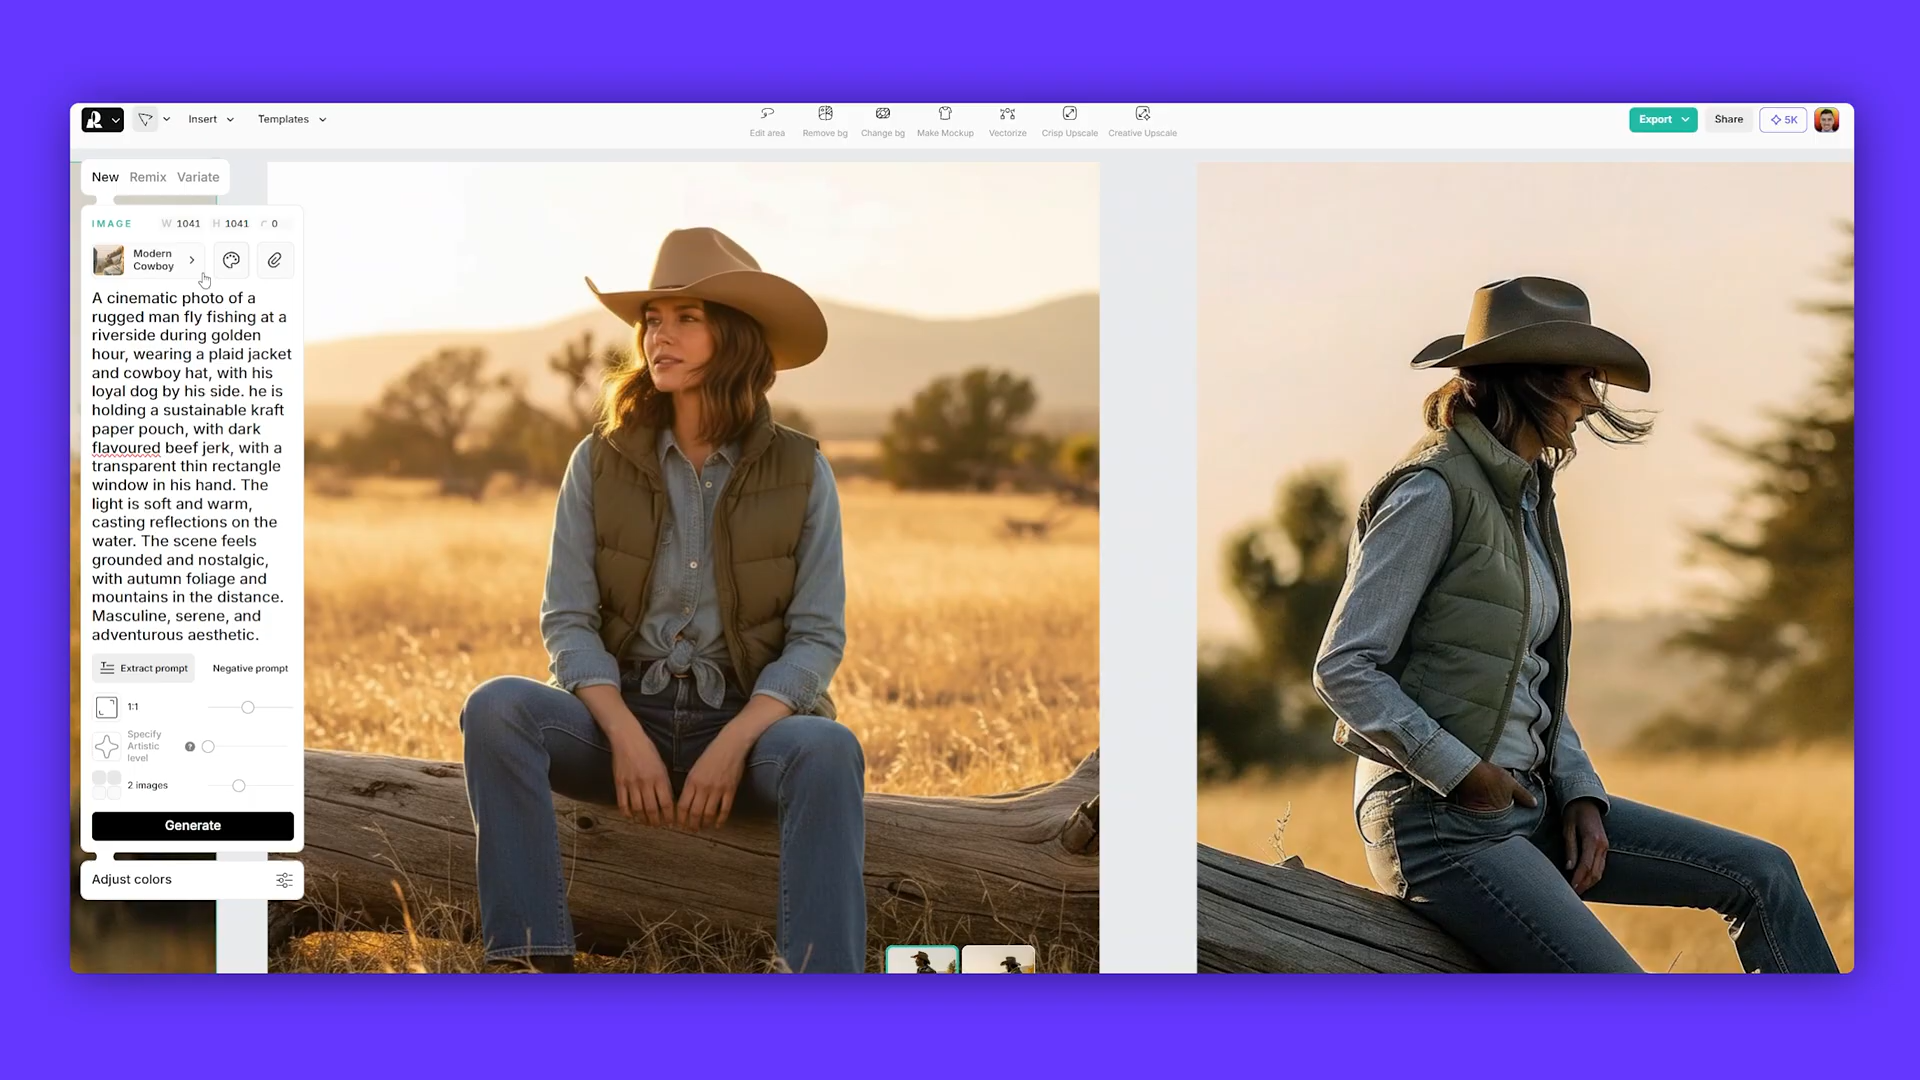 Insert
Templates
Edit area
Remove bg
Change bg
Make Mockup
Vectorize
Crisp Upscale
Creative Upscale
Export
Share
5K
New
Remix
Variate
IMAGE
W 1041
H 1041
0
Modern
Cowboy
A cinematic photo of a
rugged man fly fishing at a
riverside during golden
hour, wearing a plaid jacket
and cowboy hat, with his
loyal dog by his side. he is
holding a sustainable kraft
paper pouch, with dark
flavoured beef jerk, with a
transparent thin rectangle
window in his hand. The
light is soft and warm,
casting reflections on the
water. The scene feels
grounded and nostalgic,
with autumn foliage and
mountains in the distance.
Masculine, serene, and
adventurous aesthetic.
Extract prompt
Negative prompt
1:1
Specify
Artistic
level
?
2 images
Generate
Adjust colors